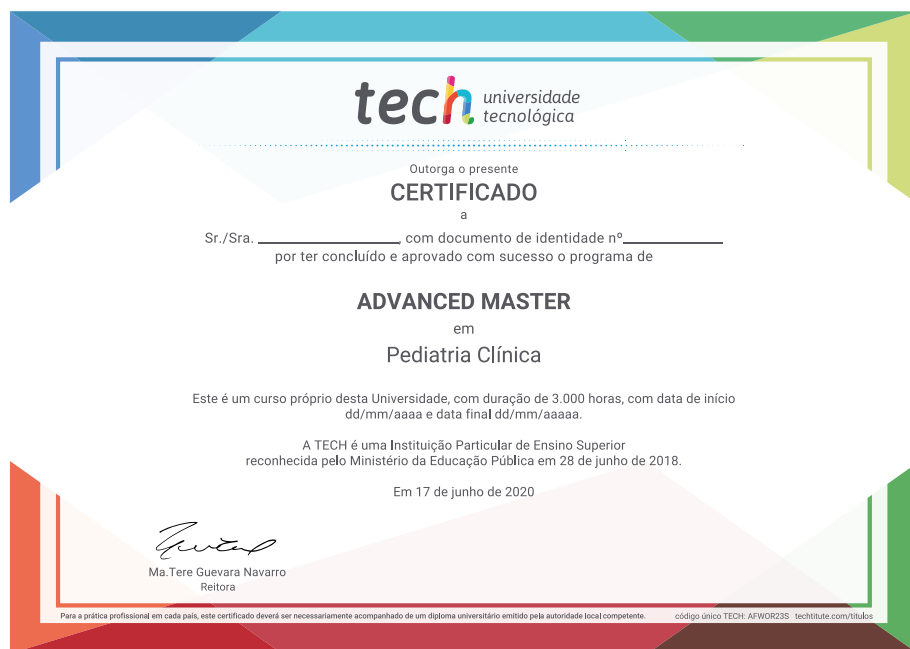 tech universidade
tecnológica
Outorga o presente
CERTIFICADO
a
Sr./Sra. ____________________, com documento de identidade nº______________
por ter concluído e aprovado com sucesso o programa de
ADVANCED MASTER
em
Pediatria Clínica
Este é um curso próprio desta Universidade, com duração de 3.000 horas, com data de início
dd/mm/aaaa e data final dd/mm/aaaaa.
A TECH é uma Instituição Particular de Ensino Superior
reconhecida pelo Ministério da Educação Pública em 28 de junho de 2018.
Em 17 de junho de 2020
Ma.Tere Guevara Navarro
Reitora
Para a prática profissional em cada país, este certificado deverá ser necessariamente acompanhado de um diploma universitário emitido pela autoridade local competente. código único TECH: AFWOR23S techtitute.com/titulos